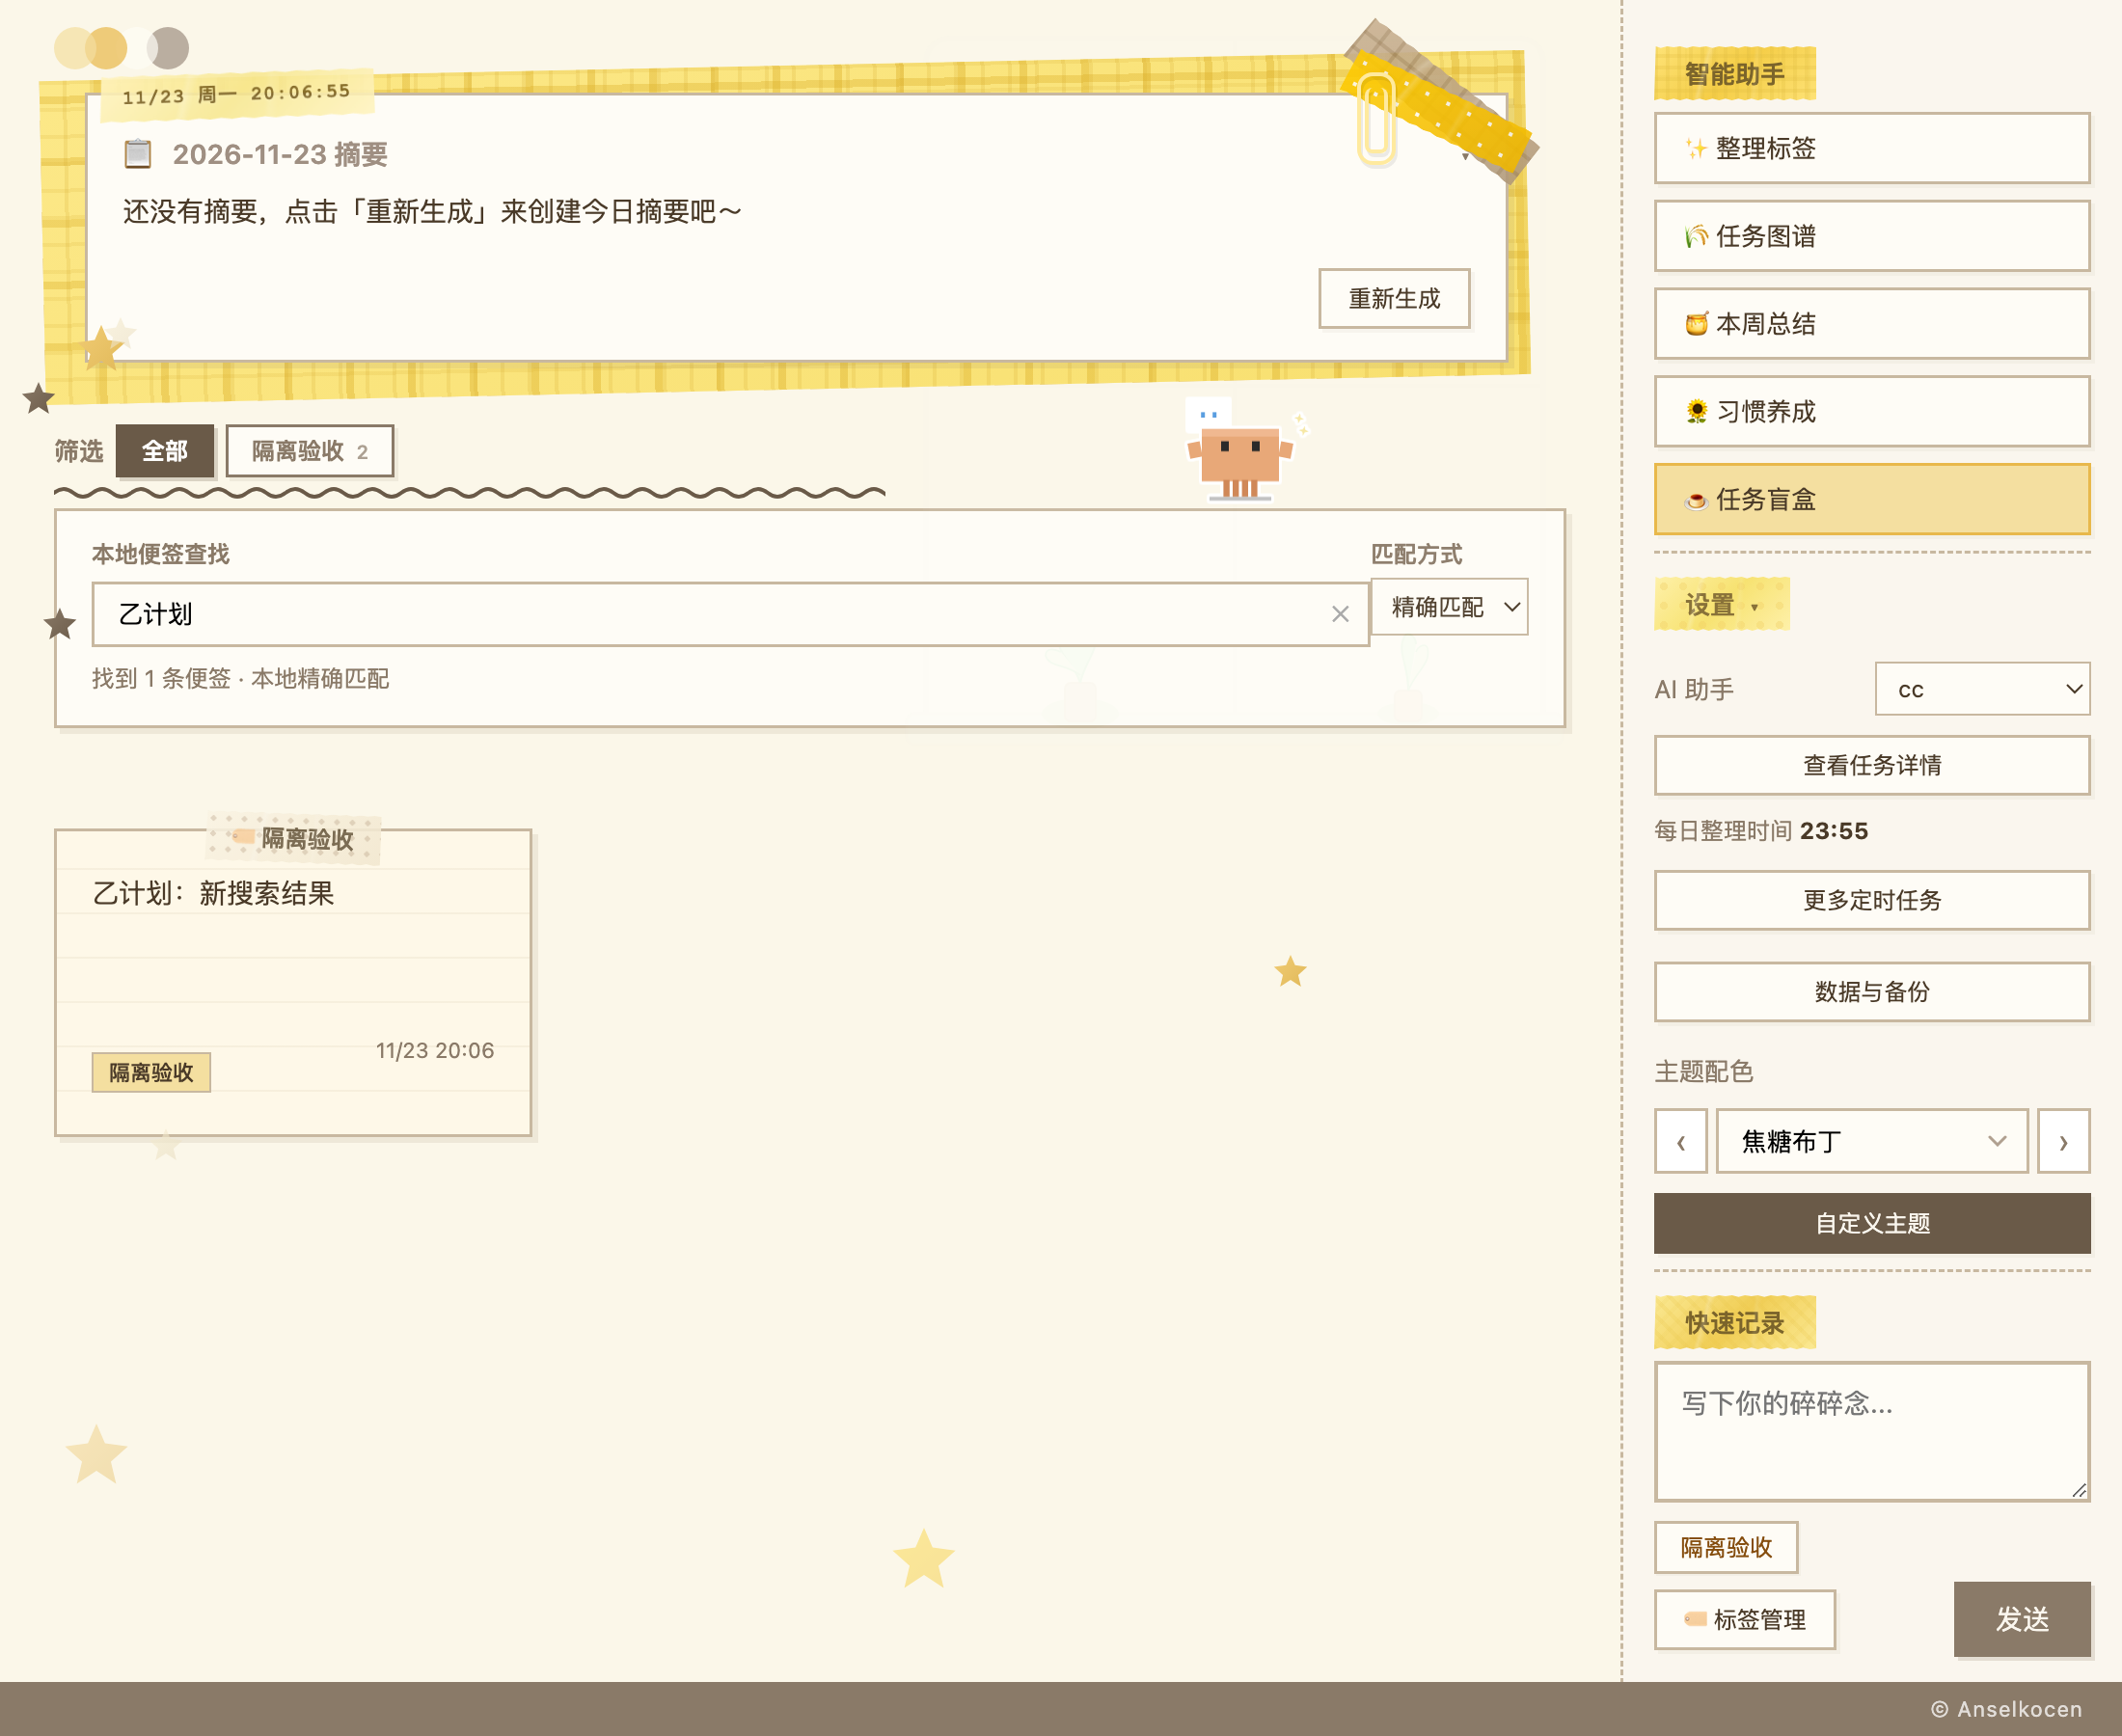 11/23 周一 20:06:55
📋 2026-11-23 摘要
▾
还没有摘要，点击「重新生成」来创建今日摘要吧～
重新生成
筛选 全部 隔离验收 2
本地便签查找 匹配方式
乙计划 × 精确匹配
找到 1 条便签 · 本地精确匹配
隔离验收
乙计划：新搜索结果
11/23 20:06
隔离验收
智能助手
✨ 整理标签
🌾 任务图谱
🍯 本周总结
🌻 习惯养成
☕ 任务盲盒
设置 ▾
AI 助手 cc
查看任务详情
每日整理时间 23:55
更多定时任务
数据与备份
主题配色
‹ 焦糖布丁 ›
自定义主题
快速记录
写下你的碎碎念...
隔离验收
🏷️ 标签管理 发送
© Anselkocen